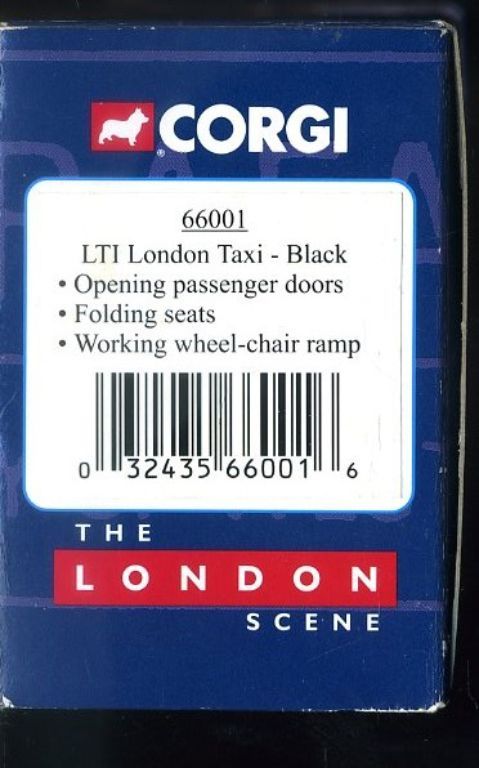 CORGI
66001
LTI London Taxi - Black
• Opening passenger doors
• Folding seats
• Working wheel-chair ramp
0 32435 66001 6
THE
LONDON
SCENE